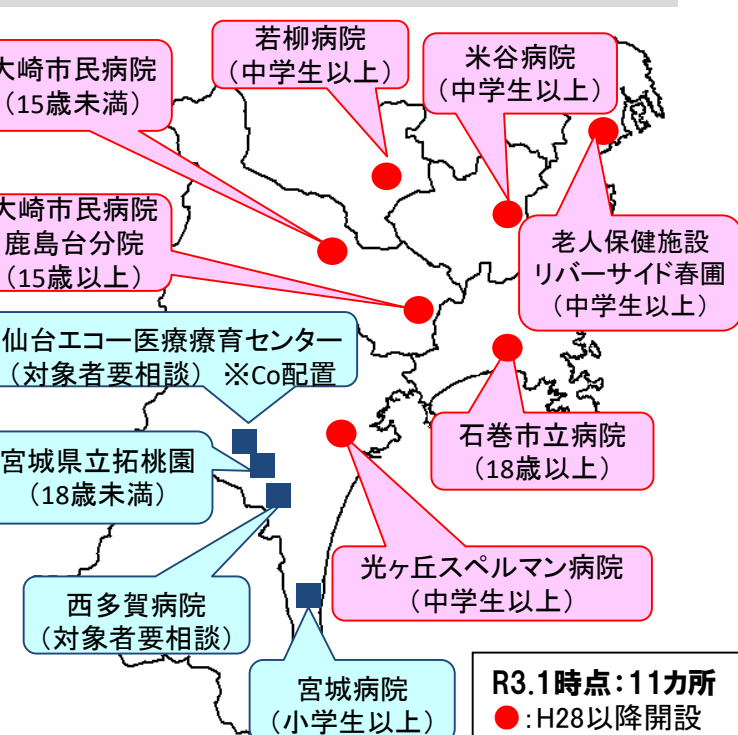 若柳病院
（中学生以上）
米谷病院
（中学生以上）
大崎市民病院
（15歳未満）
大崎市民病院
鹿島台分院
（15歳以上）
老人保健施設
リバーサイド春圃
（中学生以上）
仙台エコー医療療育センター
（対象者要相談）　※Co配置
石巻市立病院
（18歳以上）
宮城県立拓桃園
（18歳未満）
光ヶ丘スペルマン病院
（中学生以上）
西多賀病院
（対象者要相談）
宮城病院
（小学生以上）
R3.1時点：11カ所
●：H28以降開設